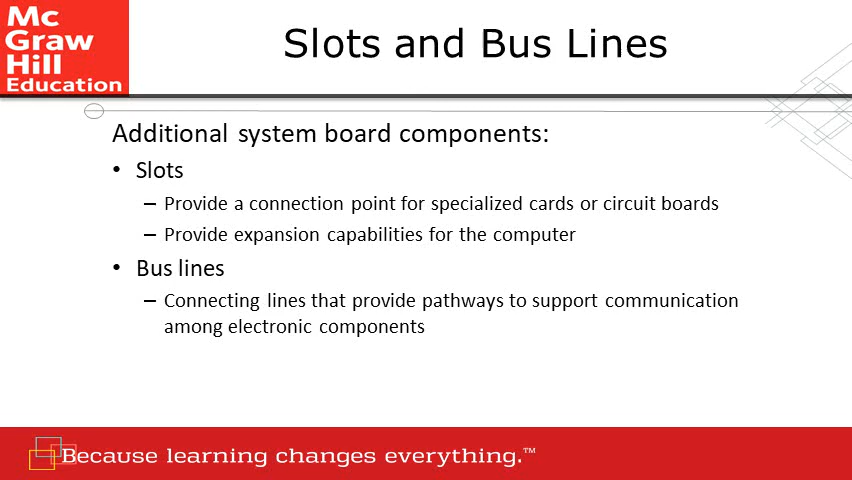 Mc
Graw
Hill
Education
Slots and Bus Lines
Additional system board components:
• Slots
– Provide a connection point for specialized cards or circuit boards
– Provide expansion capabilities for the computer
• Bus lines
– Connecting lines that provide pathways to support communication
among electronic components
Because learning changes everything.™